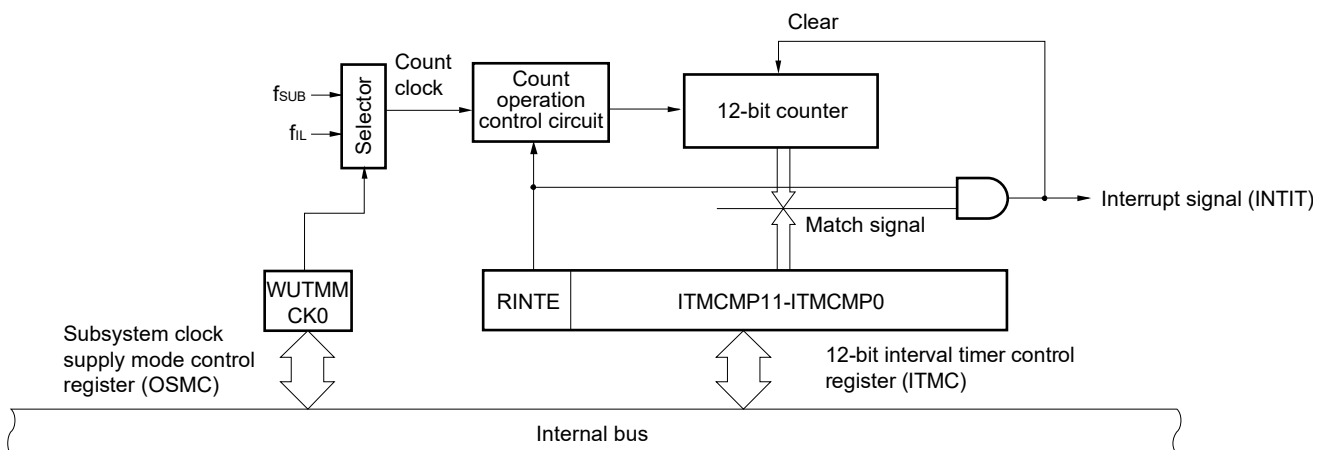 Clear
Count
clock
fSUB
fIL
Selector
Count
operation
control circuit
12-bit counter
Match signal
Interrupt signal (INTIT)
WUTMM
CK0
RINTE
ITMCMP11-ITMCMP0
Subsystem clock
supply mode control
register (OSMC)
12-bit interval timer control
register (ITMC)
Internal bus